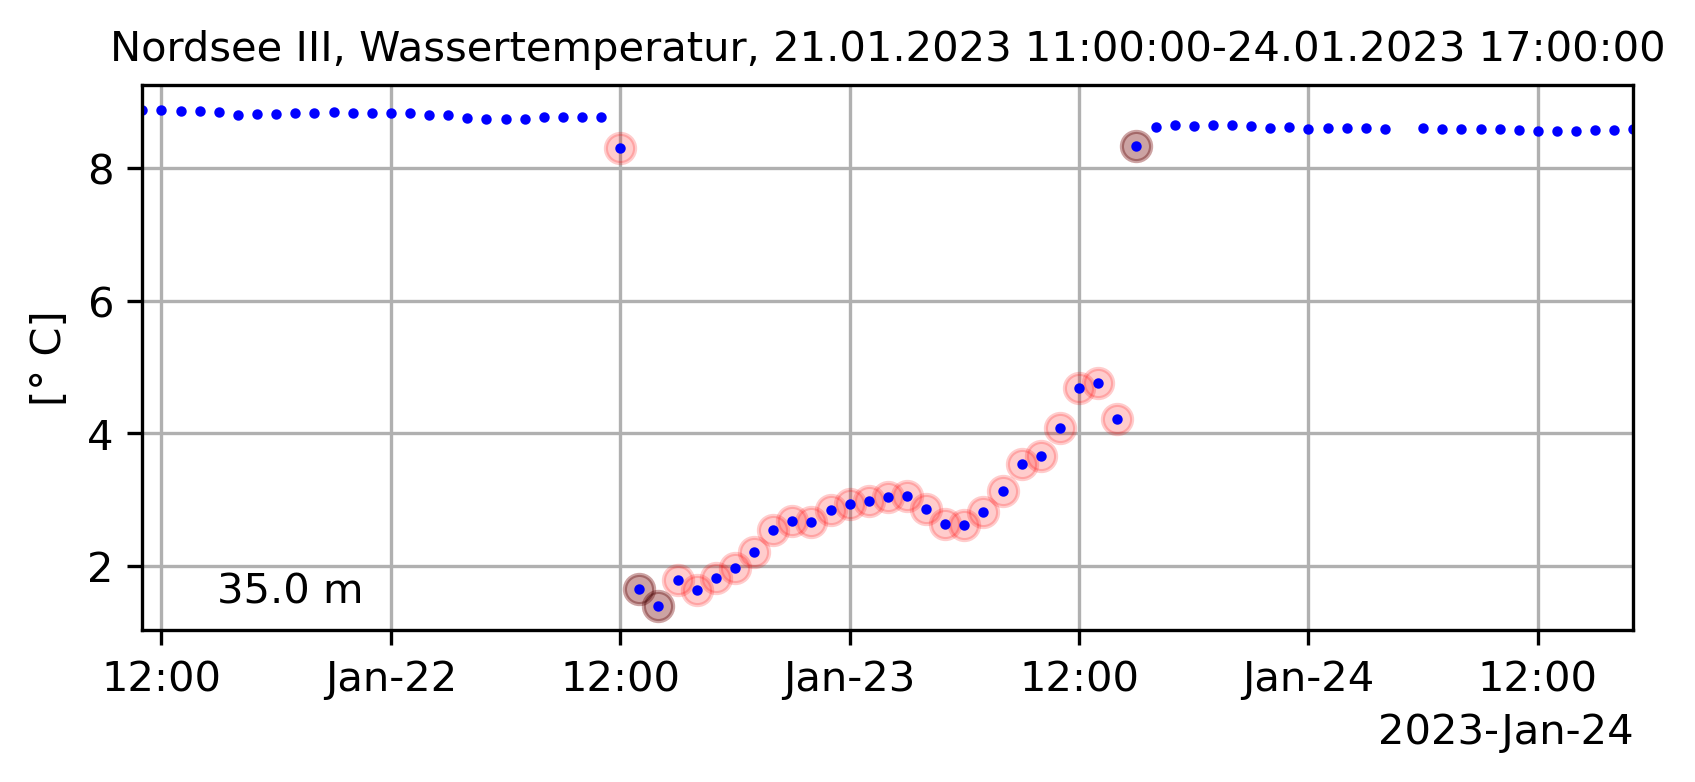 Nordsee III, Wassertemperatur, 21.01.2023 11:00:00-24.01.2023 17:00:00
[° C]
8
6
4
2
35.0 m
12:00 Jan-22 12:00 Jan-23 12:00 Jan-24 12:00
2023-Jan-24